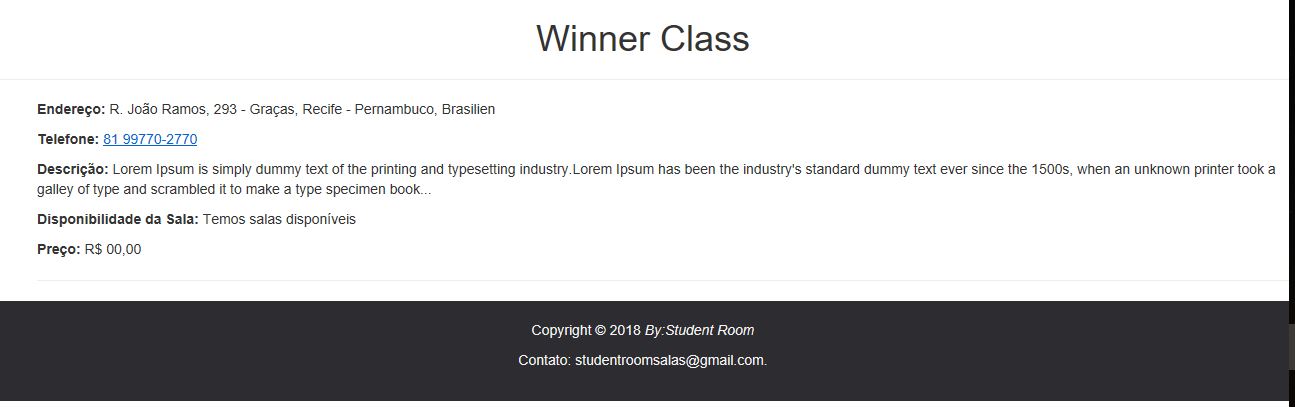 Winner Class
Endereço: R. João Ramos, 293 - Graças, Recife - Pernambuco, Brasilien
Telefone: 81 99770-2770
Descrição: Lorem Ipsum is simply dummy text of the printing and typesetting industry.Lorem Ipsum has been the industry's standard dummy text ever since the 1500s, when an unknown printer took a
galley of type and scrambled it to make a type specimen book...
Disponibilidade da Sala: Temos salas disponíveis
Preço: R$ 00,00
Copyright © 2018 By:Student Room
Contato: studentroomsalas@gmail.com.